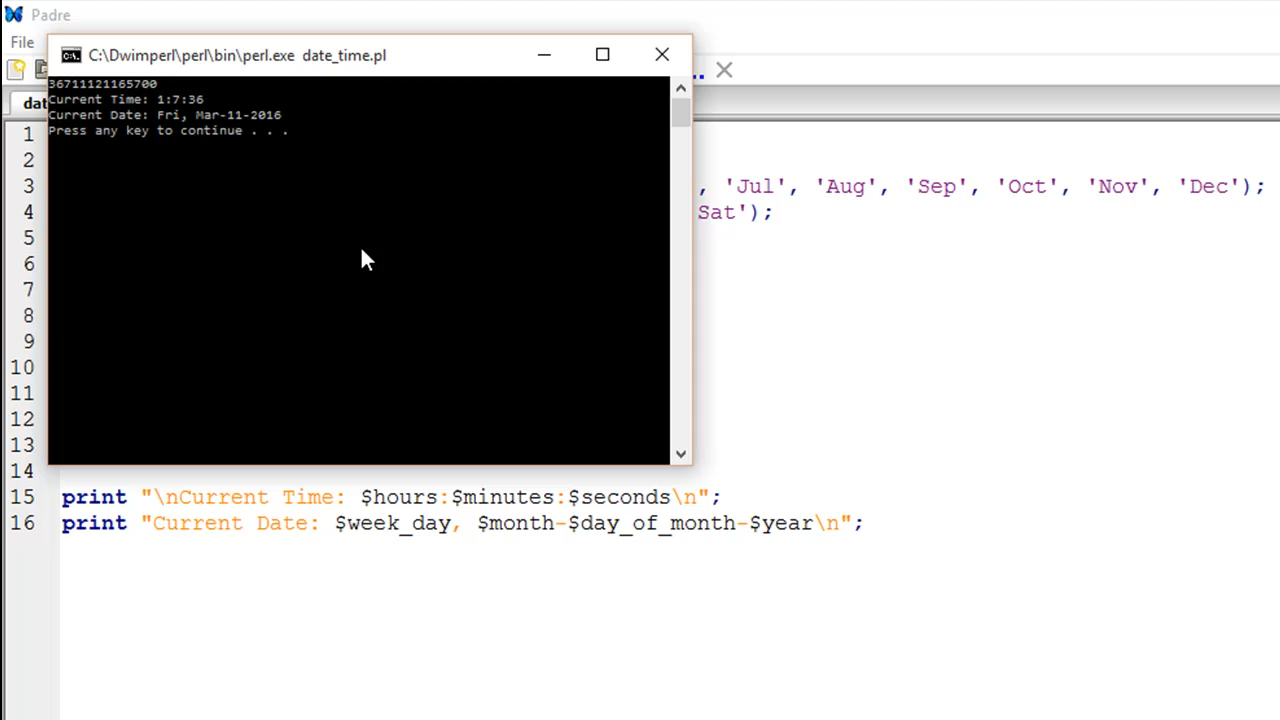 Padre
File
C:\Dwimperl\perl\bin\perl.exe date_time.pl
36711121165700
Current Time: 1:7:36
Current Date: Fri, Mar-11-2016
Press any key to continue . . .
..
dat
1
2
3 , 'Jul', 'Aug', 'Sep', 'Oct', 'Nov', 'Dec');
4 Sat');
5
6
7
8
9
10
11
12
13
14
15 print "\nCurrent Time: $hours:$minutes:$seconds\n";
16 print "Current Date: $week_day, $month-$day_of_month-$year\n";